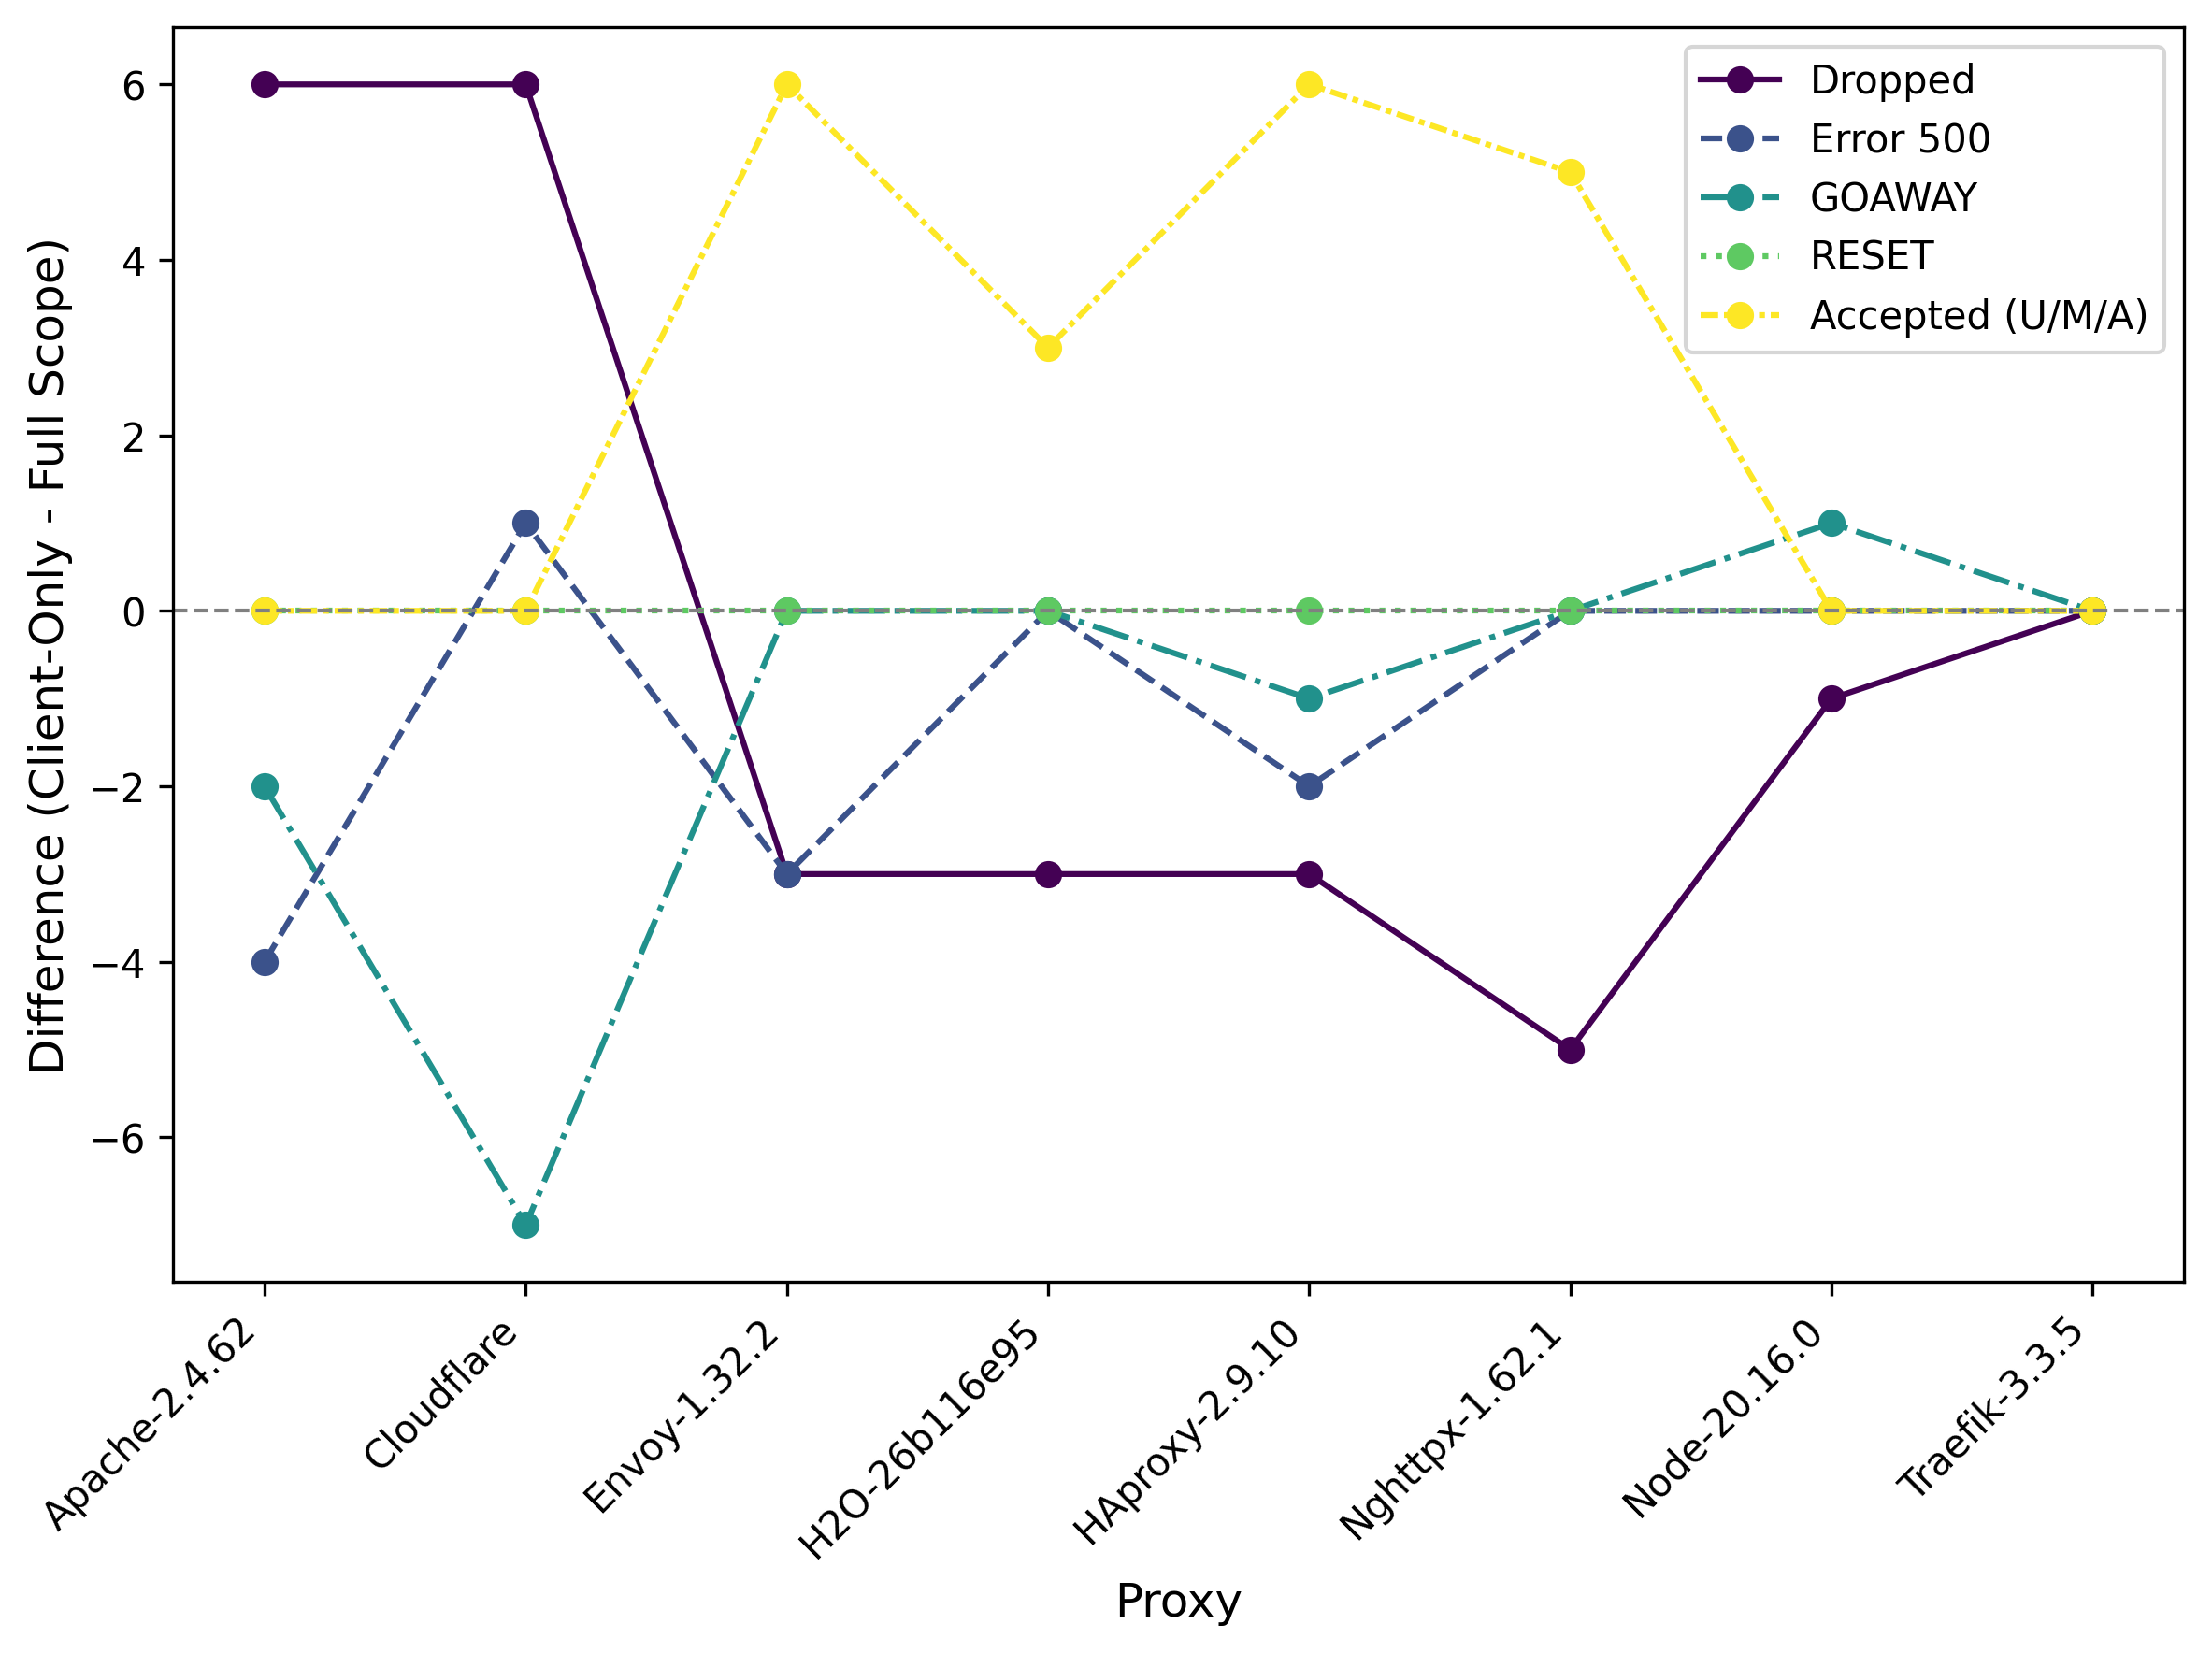 Difference (Client-Only - Full Scope)
6
4
2
0
−2
−4
−6
Dropped
Error 500
GOAWAY
RESET
Accepted (U/M/A)
Apache-2.4.62
Cloudflare
Envoy-1.32.2
H2O-26b116e95
HAproxy-2.9.10
Nghttpx-1.62.1
Node-20.16.0
Traefik-3.3.5
Proxy